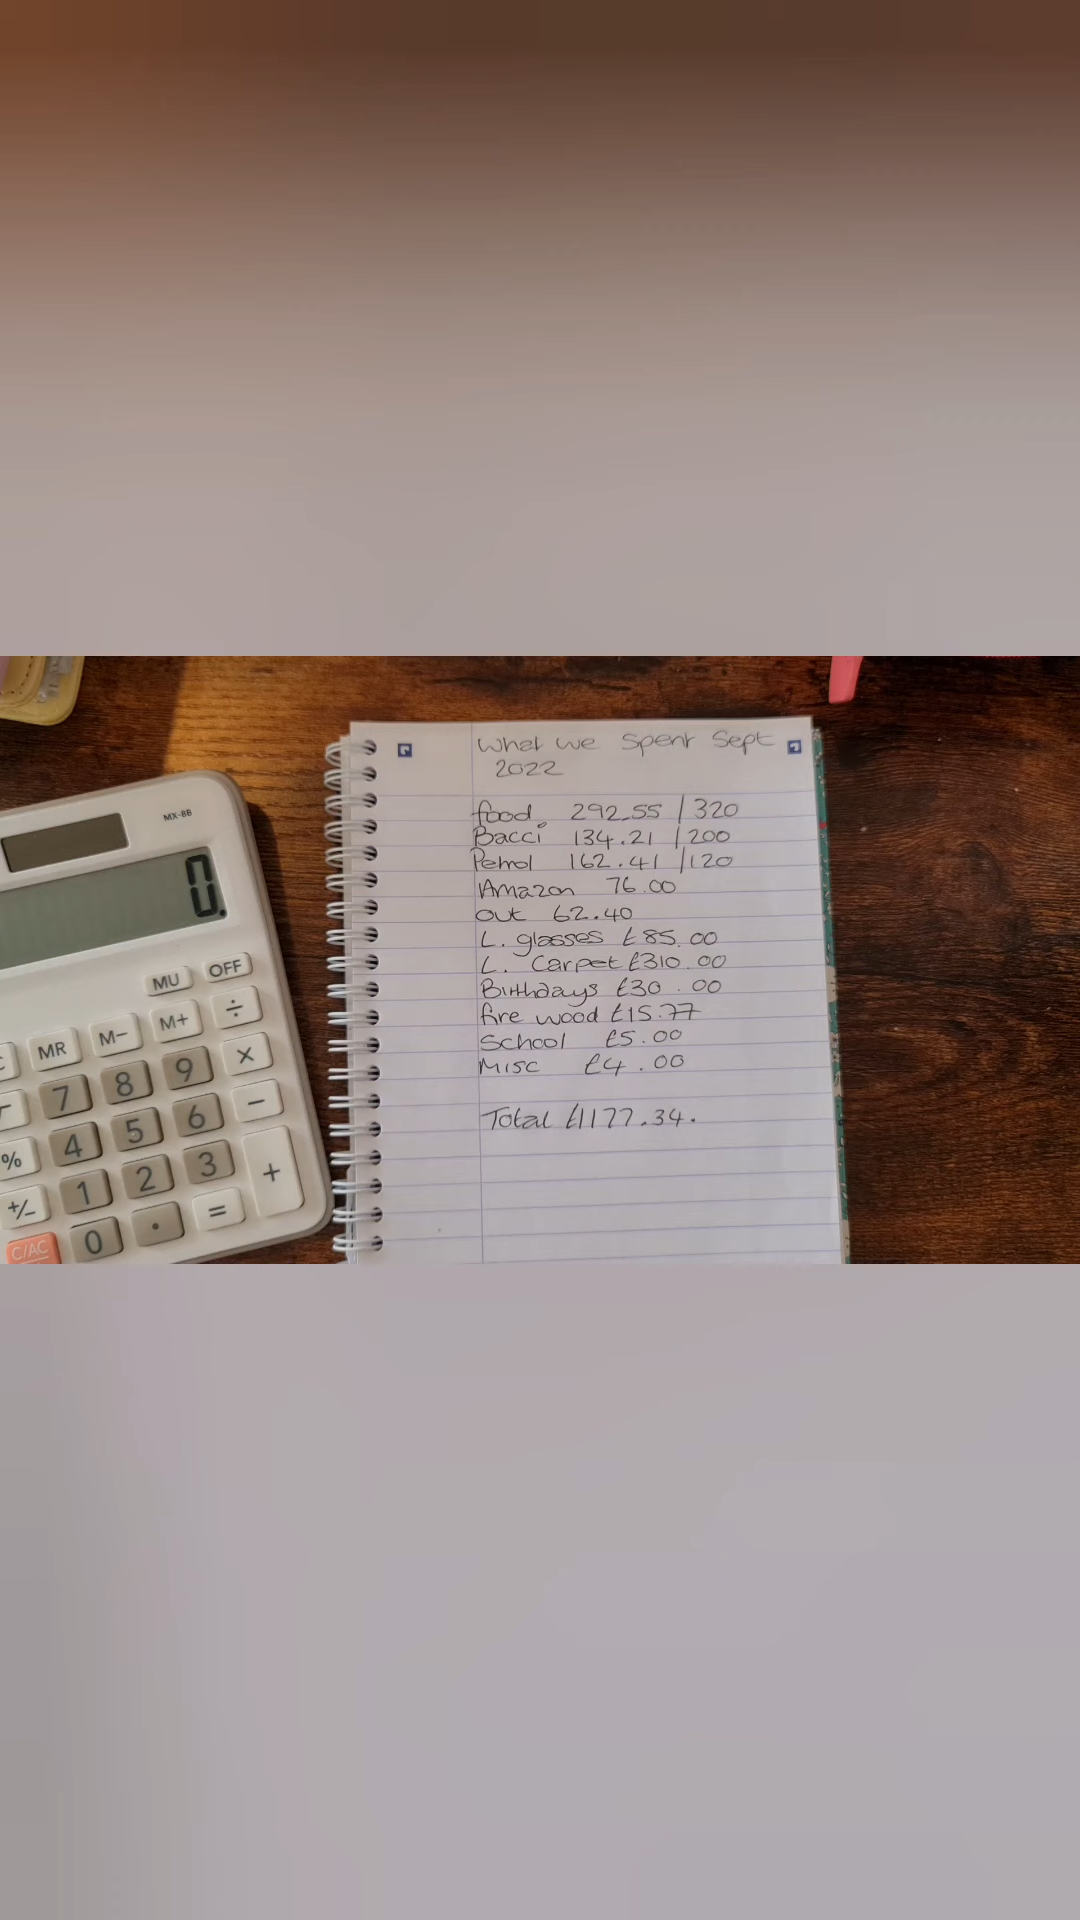 What we spent Sept
2022
food. 292.55 / 320
Bacci 134.21 / 200
Petrol 162.41 / 120
Amazon 76.00
out 62.40
L. glasses £85.00
L. Carpet £310.00
Birthdays £30.00
fire wood £15.77
School £5.00
Misc £4.00
Total £1177.34.
MX-8B
0.
MU OFF
MR M- M+ ÷
7 8 9 ×
% 4 5 6 −
+/− 1 2 3 +
C/AC 0 . =